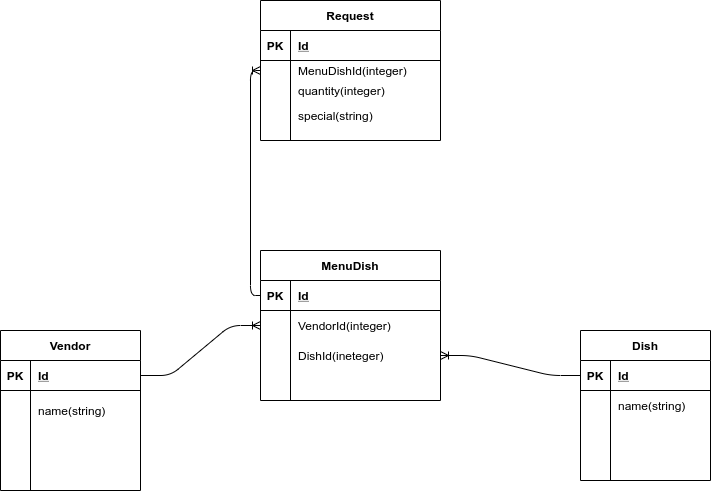 Request
PK Id
MenuDishId(integer)
quantity(integer)
special(string)
MenuDish
PK Id
VendorId(integer)
DishId(ineteger)
Vendor
PK Id
name(string)
Dish
PK Id
name(string)